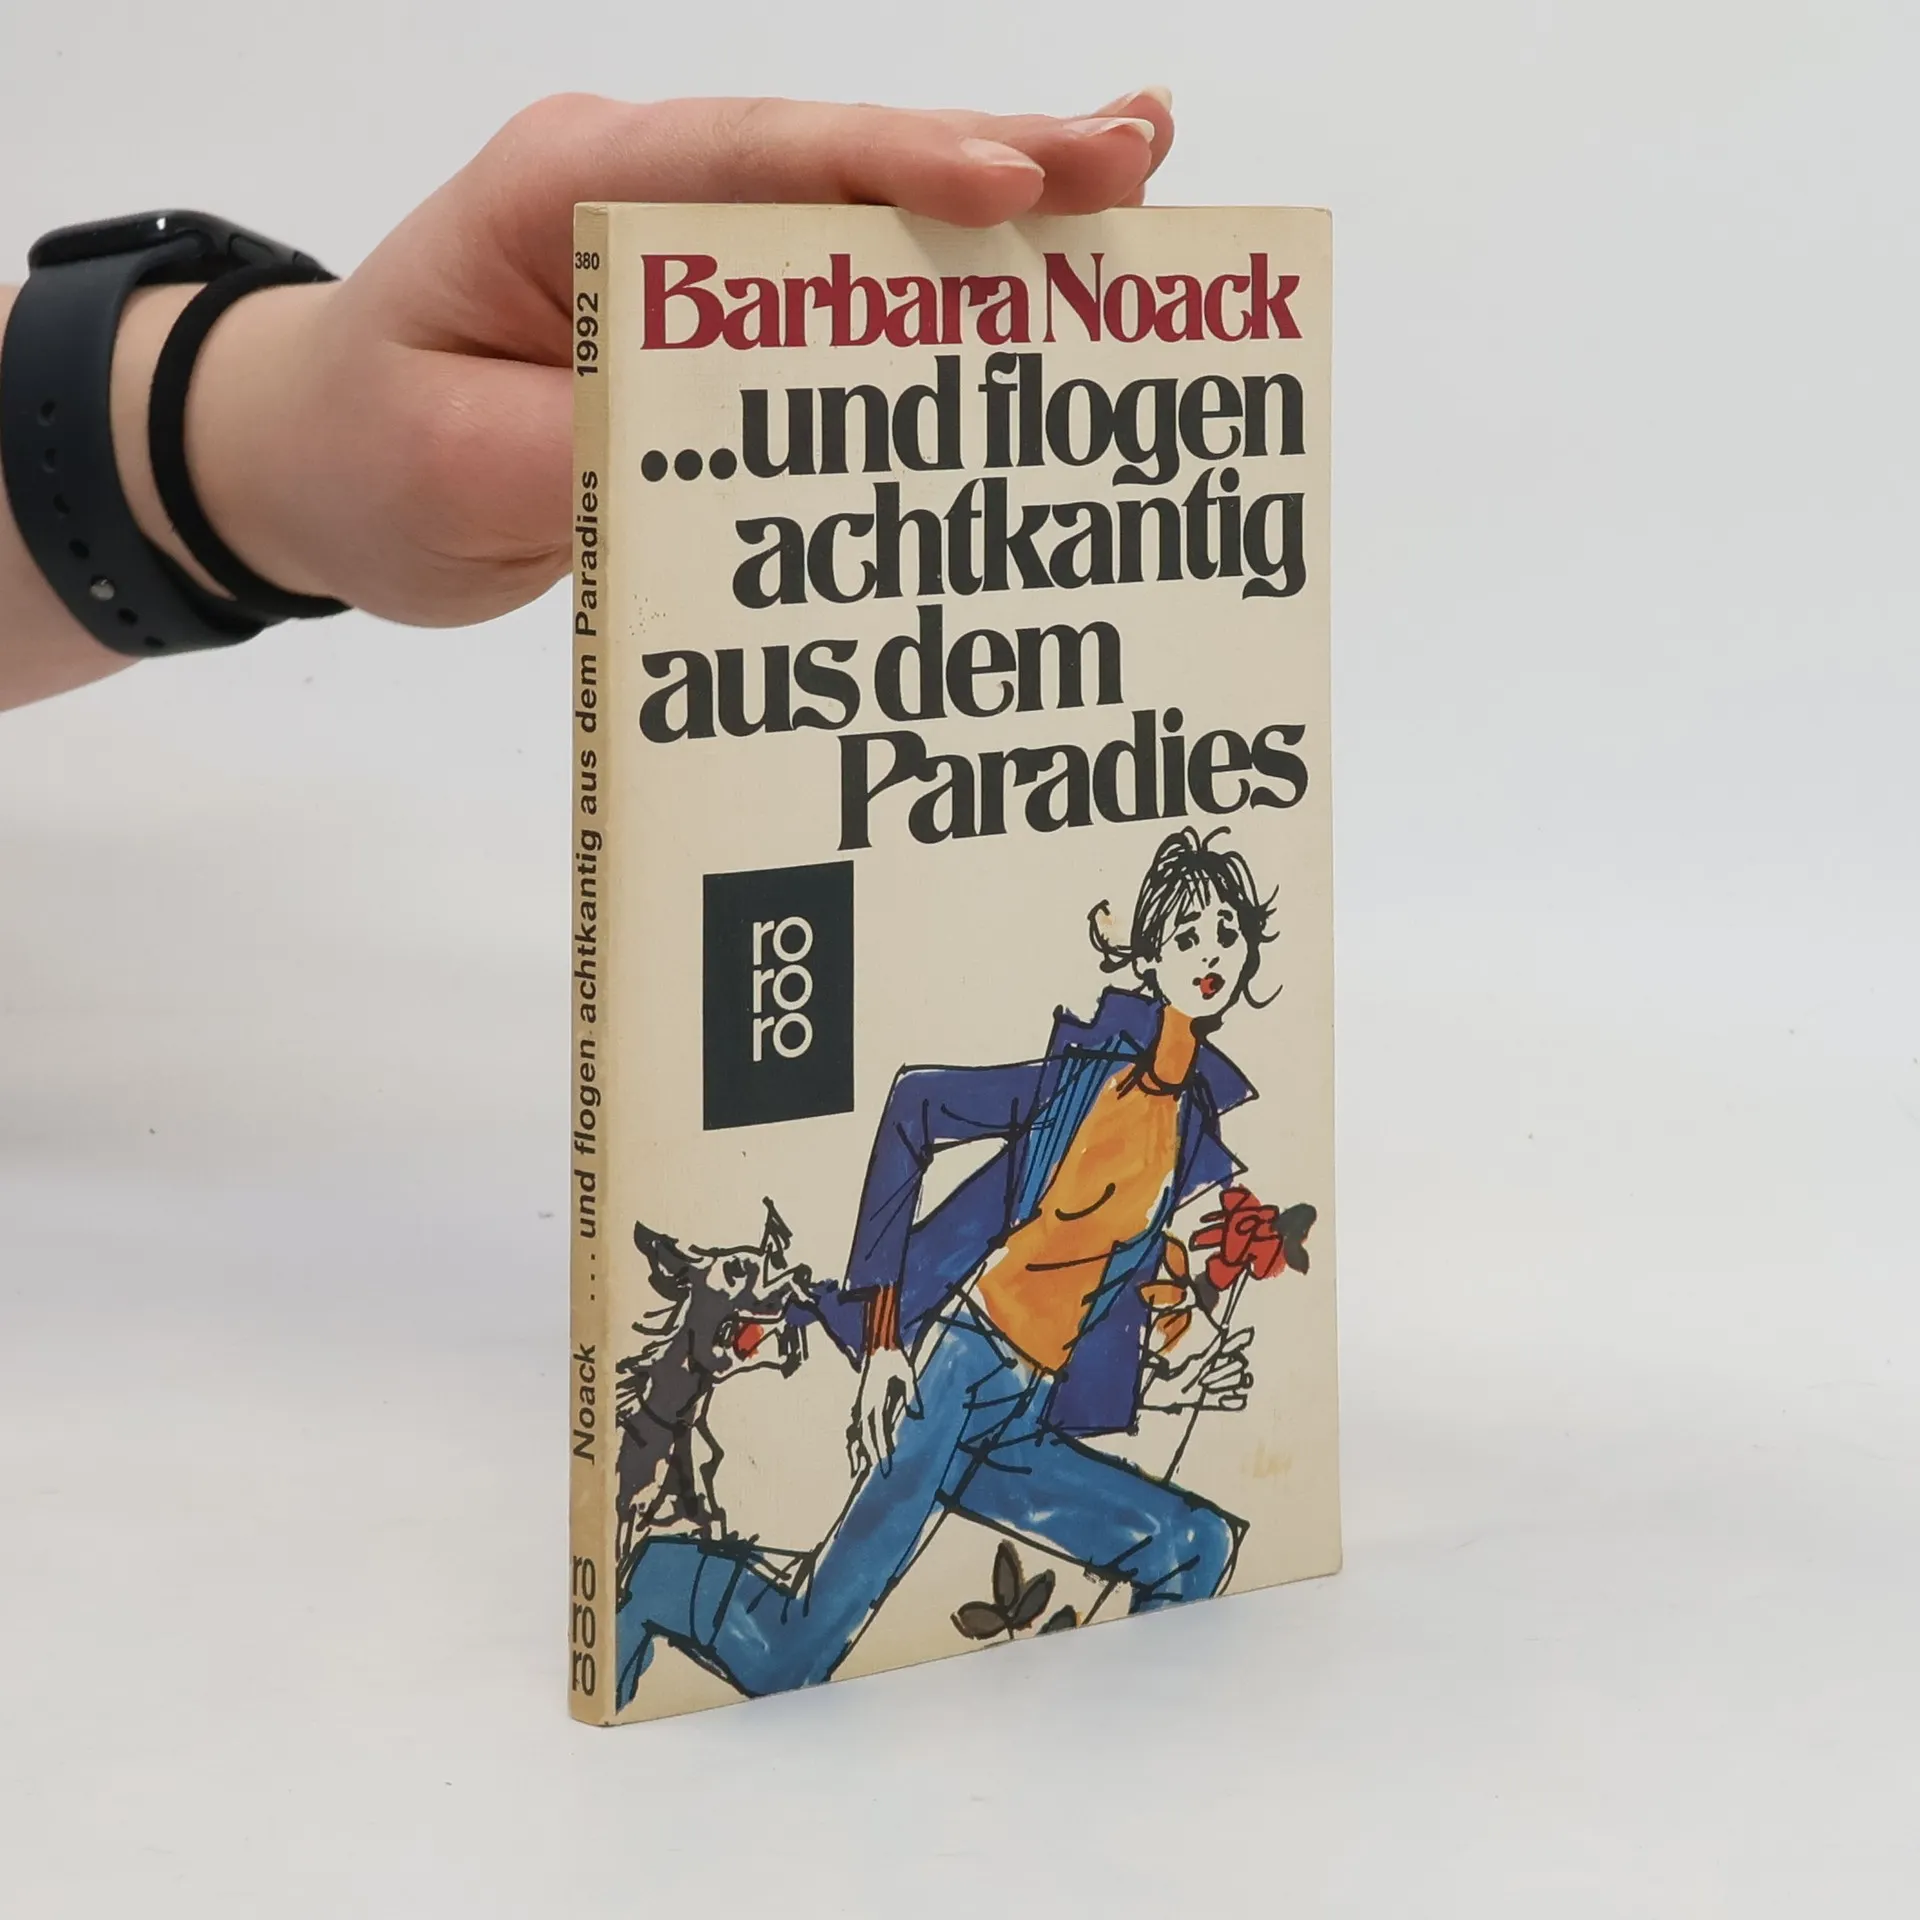 Barbara Noack
...und flogen
achtkantig
aus dem
Paradies
ro
ro
ro
380
1992
Noack ...und flogen achtkantig aus dem Paradies
ro
ro
ro